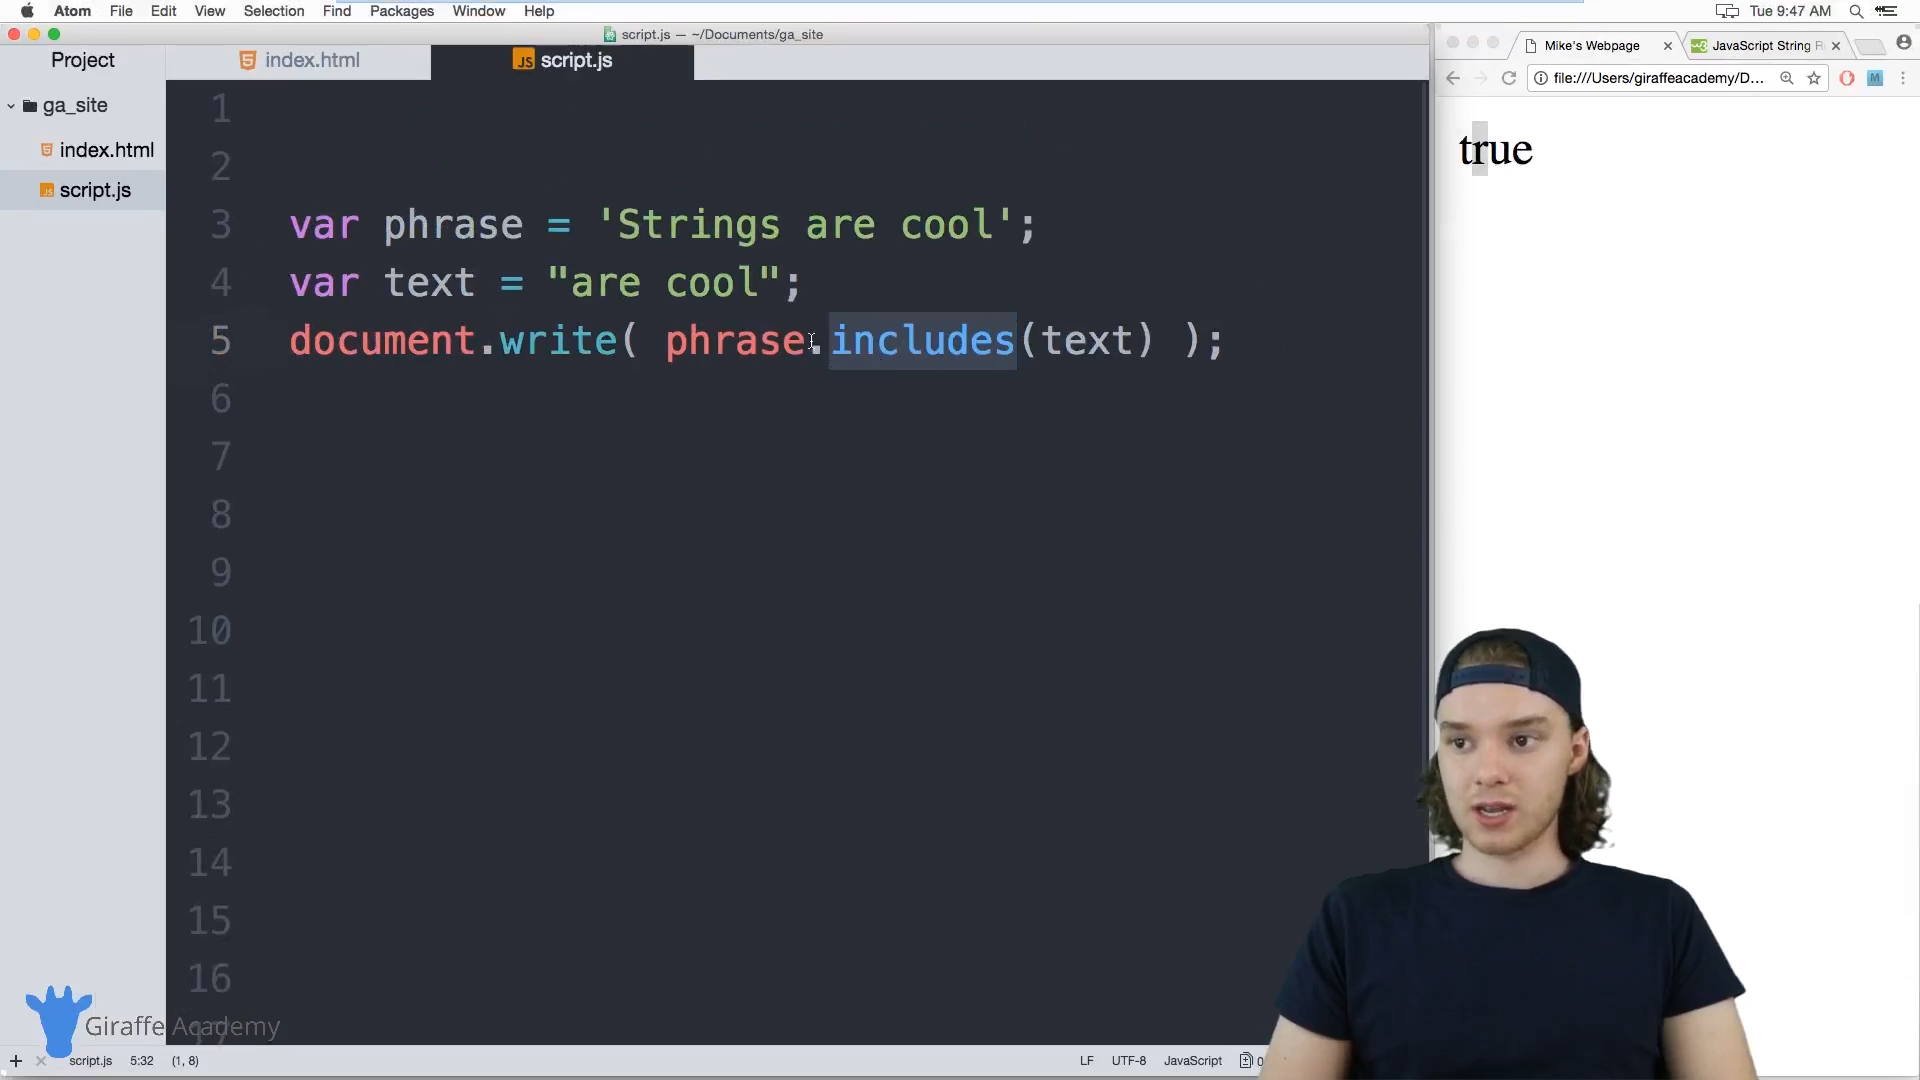 Atom File Edit View Selection Find Packages Window Help Tue 9:47 AM
script.js — ~/Documents/ga_site
Project
index.html
script.js
Mike's Webpage
JavaScript String R
file:///Users/giraffeacademy/D...
M
ga_site
index.html
script.js
true
1
2
3 var phrase = 'Strings are cool';
4 var text = "are cool";
5 document.write( phrase.includes(text) );
6
7
8
9
10
11
12
13
14
15
16
Giraffe Academy
script.js 5:32 (1, 8) LF UTF-8 JavaScript 0